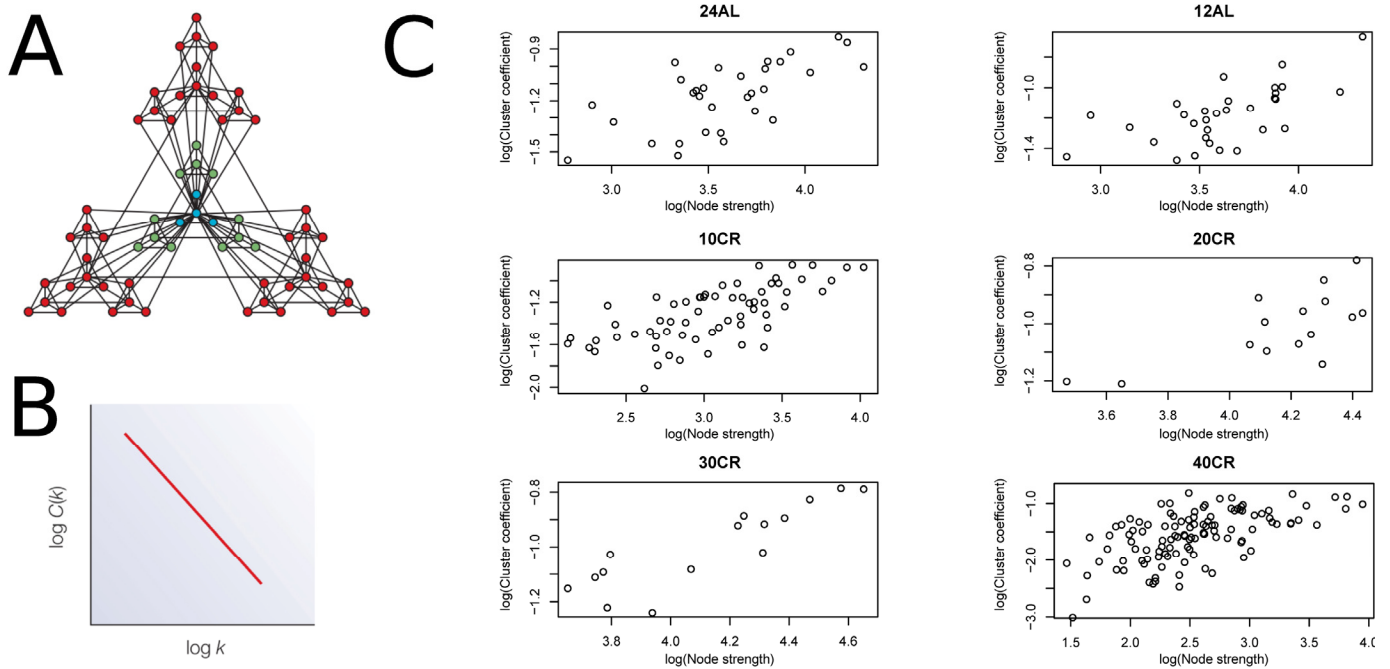 A
B
log C(k)
log k
C
24AL
log(Cluster coefficient)
−0.9
−1.2
−1.5
3.0 3.5 4.0
log(Node strength)
12AL
log(Cluster coefficient)
−1.0
−1.4
3.0 3.5 4.0
log(Node strength)
10CR
log(Cluster coefficient)
−1.2
−1.6
−2.0
2.5 3.0 3.5 4.0
log(Node strength)
20CR
log(Cluster coefficient)
−0.8
−1.0
−1.2
3.6 3.8 4.0 4.2 4.4
log(Node strength)
30CR
log(Cluster coefficient)
−0.8
−1.0
−1.2
3.8 4.0 4.2 4.4 4.6
log(Node strength)
40CR
log(Cluster coefficient)
−1.0
−2.0
−3.0
1.5 2.0 2.5 3.0 3.5 4.0
log(Node strength)